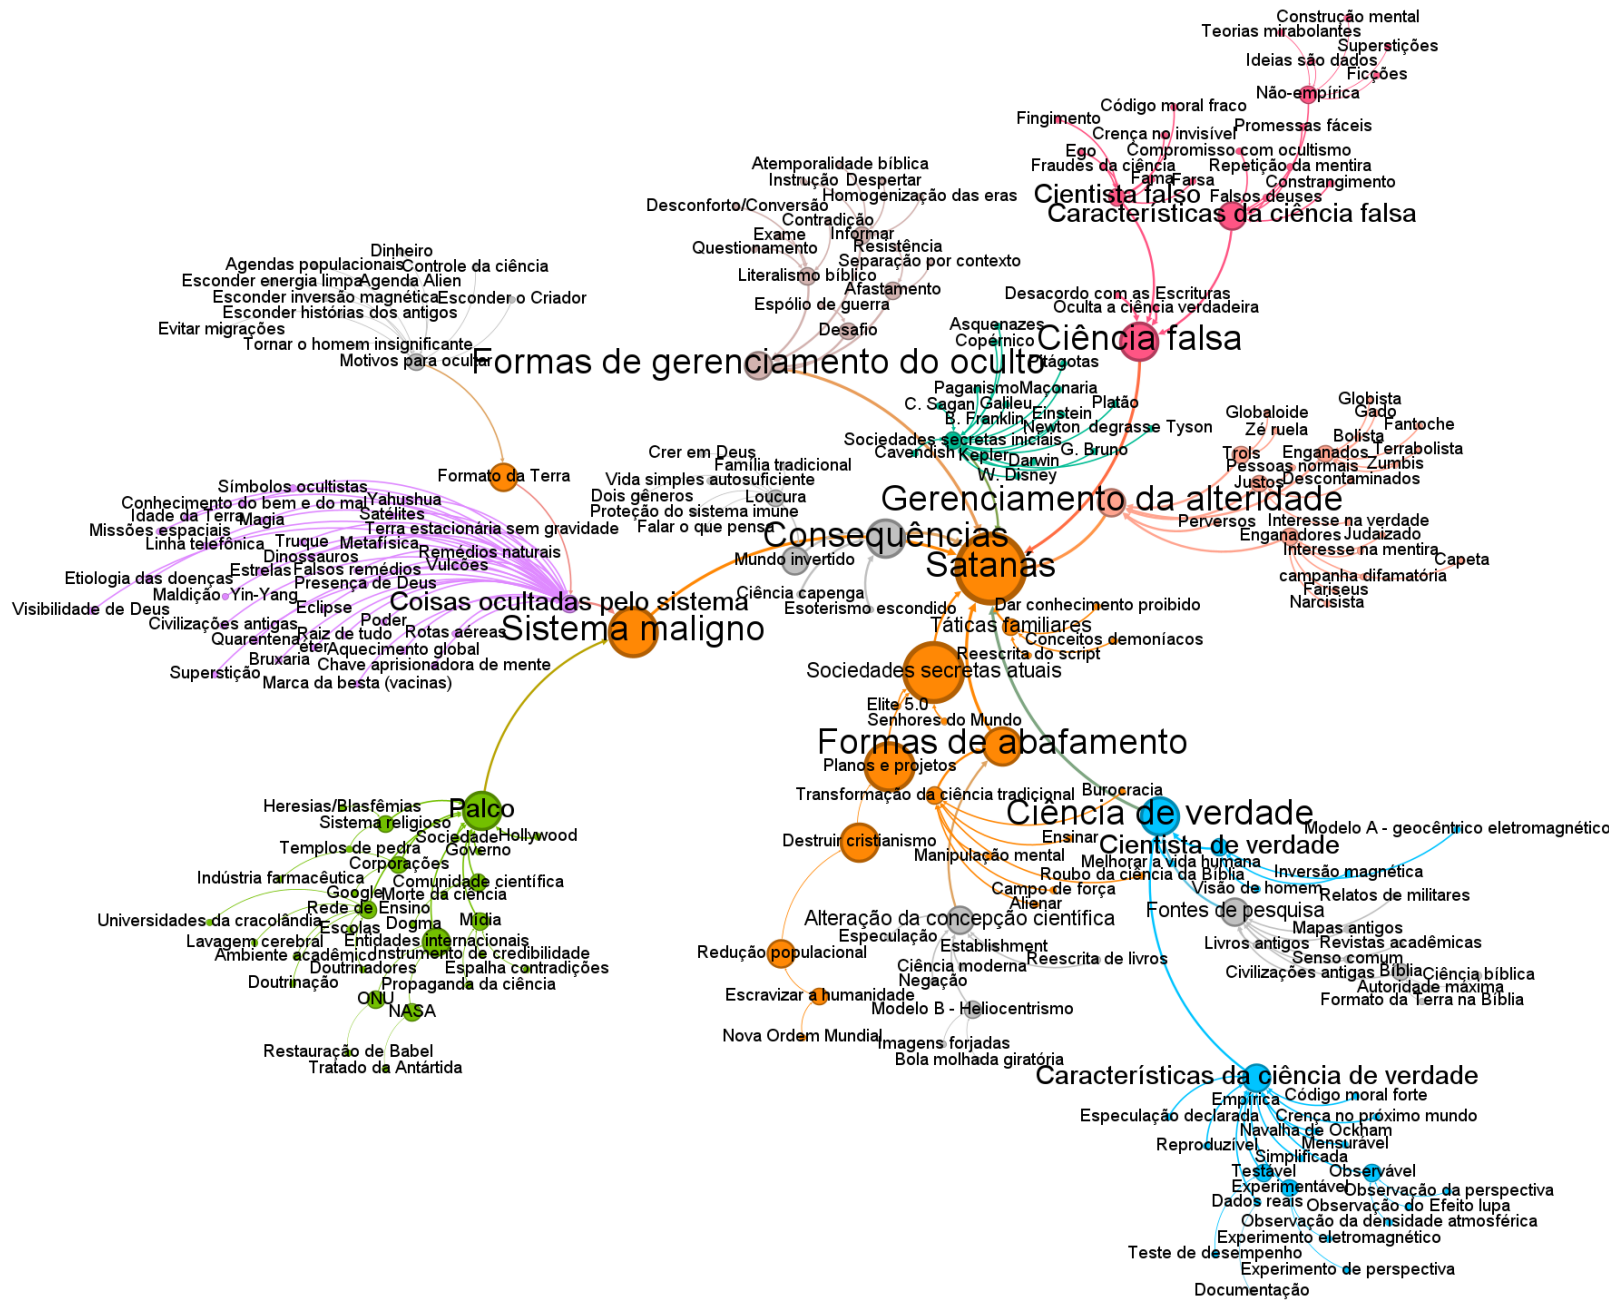 Construção mental
Teorias mirabolantes
Superstições
Ideias são dados
Ficções
Não-empírica
Código moral fraco
Fingimento
Promessas fáceis
Crença no invisível
Ego
Compromisso com ocultismo
Fraudes da ciência
Repetição da mentira
Fama
Farsa
Constrangimento
Cientista falso
Falsos deuses
Características da ciência falsa
Desacordo com as Escrituras
Oculta a ciência verdadeira
Ciência falsa
Atemporalidade bíblica
Instrução
Despertar
Homogenização das eras
Desconforto/Conversão
Contradição
Exame
Informar
Questionamento
Resistência
Separação por contexto
Literalismo bíblico
Afastamento
Espólio de guerra
Desafio
Formas de gerenciamento do oculto
Dinheiro
Agendas populacionais
Controle da ciência
Esconder energia limpa
Agenda Alien
Esconder inversão magnética
Esconder o Criador
Esconder histórias dos antigos
Evitar migrações
Tornar o homem insignificante
Motivos para ocultar
Formato da Terra
Asquenazes
Copérnico
Pitágotas
Paganismo
Maçonaria
C. Sagan
Galileu
Platão
B. Franklin
Einstein
Newton
degrasse Tyson
Sociedades secretas iniciais
Cavendish
Kepler
G. Bruno
Darwin
W. Disney
Globista
Globaloide
Gado
Zé ruela
Fantoche
Bolista
Trols
Enganados
Terrabolista
Pessoas normais
Zumbis
Justos
Descontaminados
Gerenciamento da alteridade
Perversos
Interesse na verdade
Enganadores
Judaizado
Interesse na mentira
Capeta
campanha difamatória
Fariseus
Narcisista
Crer em Deus
Família tradicional
Vida simples autosuficiente
Dois gêneros
Loucura
Proteção do sistema imune
Falar o que pensa
Consequências
Mundo invertido
Ciência capenga
Esoterismo escondido
Satanás
Símbolos ocultistas
Conhecimento do bem e do mal
Yahushua
Idade da Terra
Satélites
Magia
Missões espaciais
Terra estacionária sem gravidade
Linha telefônica
Truque
Metafísica
Dinossauros
Remédios naturais
Estrelas
Falsos remédios
Vulcões
Etiologia das doenças
Presença de Deus
Maldição
Yin-Yang
Visibilidade de Deus
Eclipse
Coisas ocultadas pelo sistema
Civilizações antigas
Poder
Quarentena
Raiz de tudo
Rotas aéreas
éter
Aquecimento global
Bruxaria
Chave aprisionadora de mente
Superstição
Marca da besta (vacinas)
Sistema maligno
Dar conhecimento proibido
Táticas familiares
Conceitos demoníacos
Reescrita do script
Sociedades secretas atuais
Elite 5.0
Senhores do Mundo
Formas de abafamento
Planos e projetos
Transformação da ciência tradicional
Burocracia
Destruir cristianismo
Ensinar
Manipulação mental
Roubo da ciência da Bíblia
Campo de força
Alienar
Alteração da concepção científica
Especulação
Establishment
Reescrita de livros
Ciência moderna
Negação
Redução populacional
Escravizar a humanidade
Nova Ordem Mundial
Modelo B - Heliocentrismo
Imagens forjadas
Bola molhada giratória
Ciência de verdade
Modelo A - geocêntrico eletromagnético
Cientista de verdade
Melhorar a vida humana
Inversão magnética
Visão de homem
Relatos de militares
Fontes de pesquisa
Mapas antigos
Livros antigos
Revistas acadêmicas
Senso comum
Civilizações antigas
Bíblia
Ciência bíblica
Autoridade máxima
Formato da Terra na Bíblia
Características da ciência de verdade
Empírica
Código moral forte
Especulação declarada
Crença no próximo mundo
Navalha de Ockham
Reproduzível
Mensurável
Simplificada
Testável
Observável
Experimentável
Observação da perspectiva
Dados reais
Observação do Efeito lupa
Observação da densidade atmosférica
Experimento eletromagnético
Teste de desempenho
Experimento de perspectiva
Documentação
Heresias/Blasfêmias
Palco
Sistema religioso
Sociedade
Hollywood
Templos de pedra
Governo
Corporações
Indústria farmacêutica
Comunidade científica
Google
Morte da ciência
Rede de Ensino
Universidades da cracolândia
Escolas
Dogma
Mídia
Lavagem cerebral
Entidades internacionais
Ambiente acadêmico
Instrumento de credibilidade
Doutrinadores
Espalha contradições
Doutrinação
Propaganda da ciência
ONU
NASA
Restauração de Babel
Tratado da Antártida